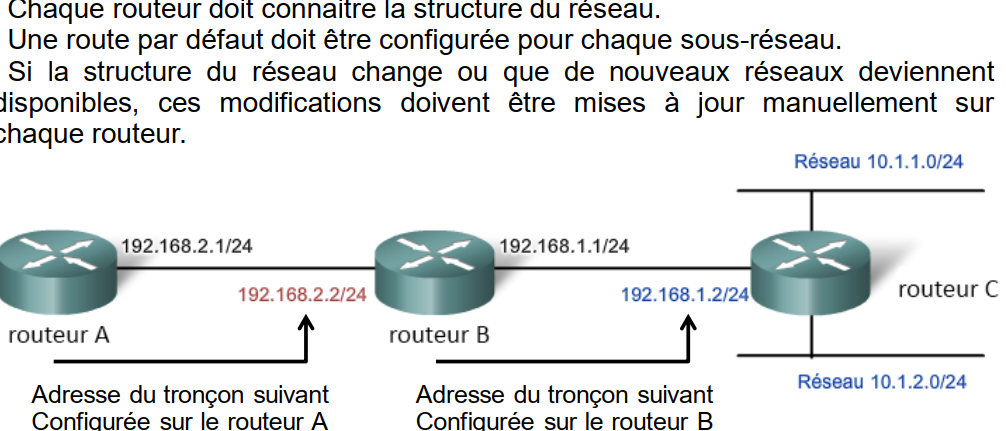 Chaque routeur doit connaître la structure du réseau.
Une route par défaut doit être configurée pour chaque sous-réseau.
Si la structure du réseau change ou que de nouveaux réseaux deviennent
disponibles, ces modifications doivent être mises à jour manuellement sur
chaque routeur.
Réseau 10.1.1.0/24
192.168.2.1/24
192.168.1.1/24
192.168.2.2/24
192.168.1.2/24
routeur C
routeur A
routeur B
Réseau 10.1.2.0/24
Adresse du tronçon suivant
Configurée sur le routeur A
Adresse du tronçon suivant
Configurée sur le routeur B